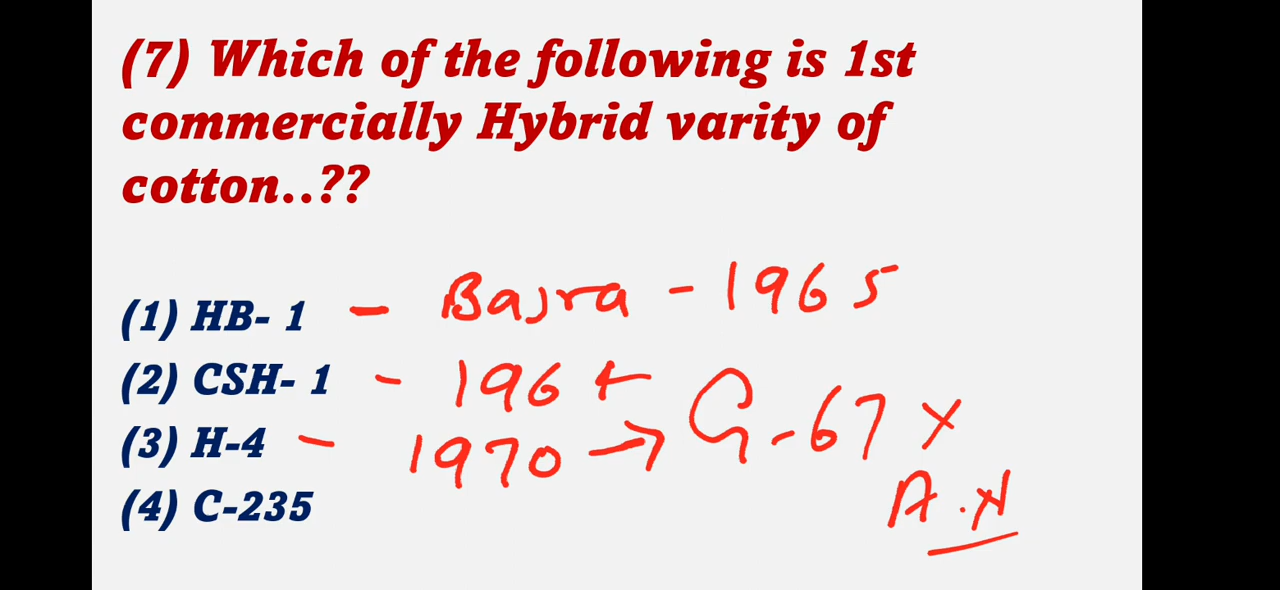 (7) Which of the following is 1st
commercially Hybrid varity of
cotton..??
(1) HB- 1 - Bajra - 1965
(2) CSH- 1 - 1964
(3) H-4 - 1970 → G-67 ×
A.N
(4) C-235